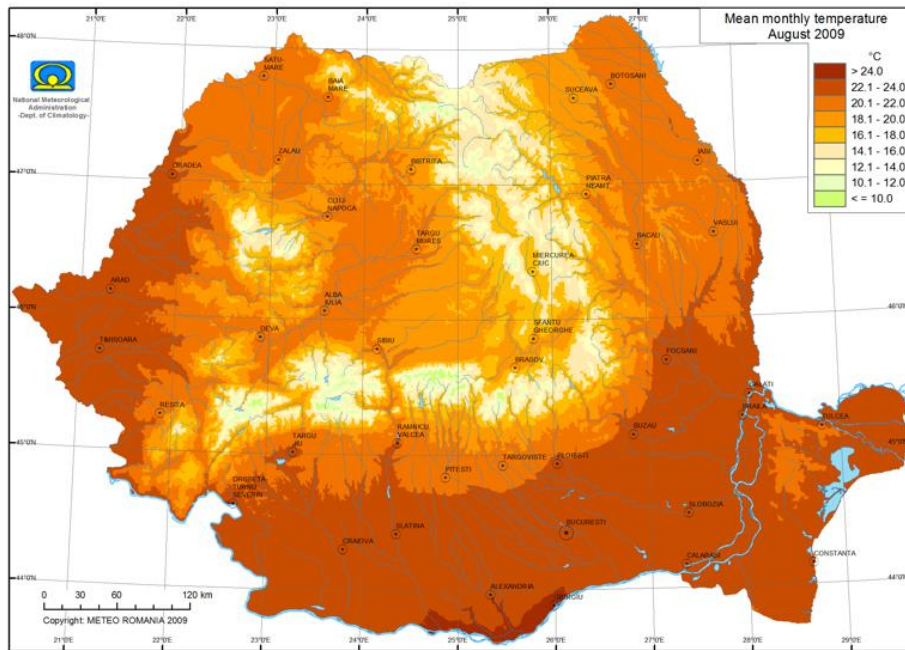 Mean monthly temperature
August 2009
°C
> 24.0
22.1 - 24.0
20.1 - 22.0
18.1 - 20.0
16.1 - 18.0
14.1 - 16.0
12.1 - 14.0
10.1 - 12.0
< = 10.0
National Meteorological
Administration
-Dept. of Climatology-
21°0'E
22°0'E
23°0'E
24°0'E
25°0'E
26°0'E
27°0'E
48°0'N
47°0'N
47°0'N
46°0'N
45°0'N
45°0'N
44°0'N
44°0'N
SATU-
MARE
BAIA
MARE
SUCEAVA
BOTOSANI
ORADEA
ZALAU
BISTRITA
IASI
PIATRA
NEAMT
CLUJ-
NAPOCA
TARGU
MURES
BACAU
VASLUI
MIERCUREA
CIUC
ARAD
ALBA
IULIA
DEVA
SIBIU
SFANTU
GHEORGHE
BRASOV
TIMISOARA
FOCSANI
GALATI
BRAILA
TULCEA
RESITA
TARGU
JIU
RAMNICU
VALCEA
BUZAU
PITESTI
TARGOVISTE
PLOIESTI
DROBETA-
TURNU
SEVERIN
SLATINA
CRAIOVA
BUCURESTI
SLOBOZIA
CALARASI
CONSTANTA
ALEXANDRIA
GIURGIU
0 30 60 120 km
Copyright: METEO ROMANIA 2009
21°0'E
22°0'E
23°0'E
24°0'E
25°0'E
26°0'E
27°0'E
28°0'E
29°0'E